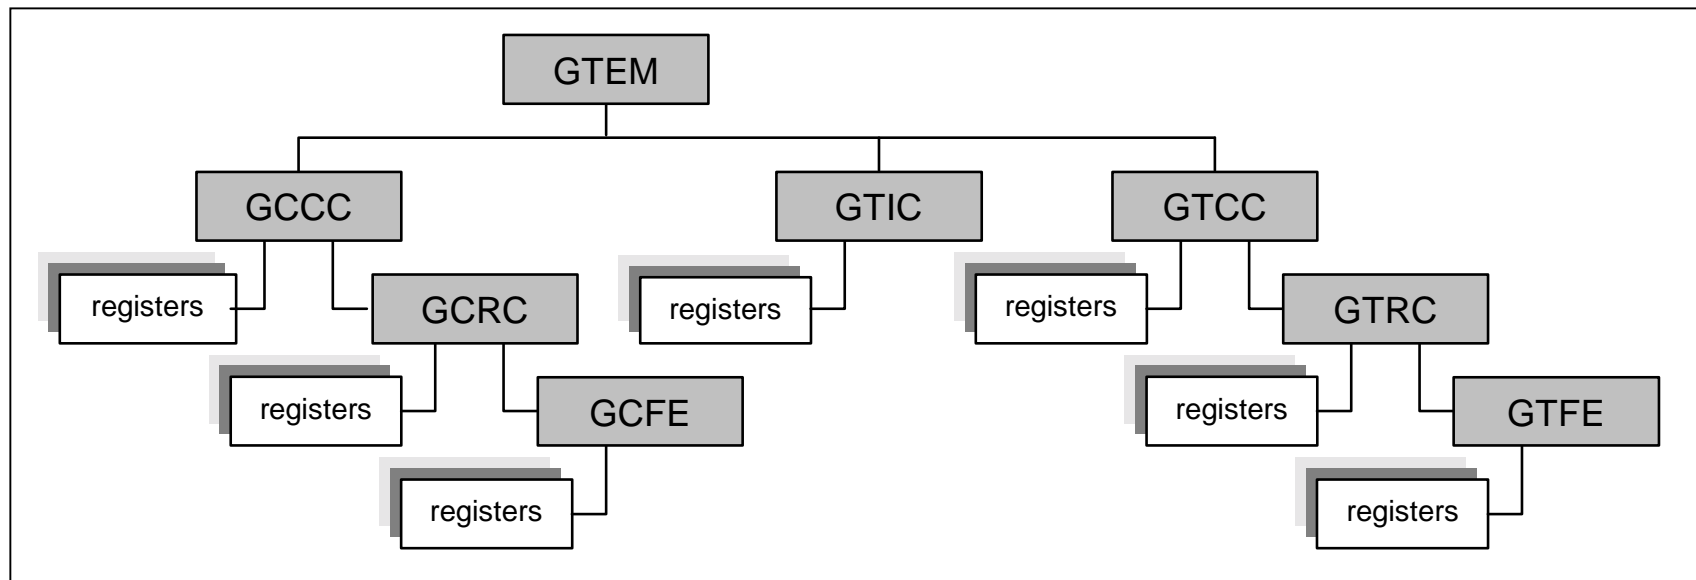 GTEM
GCCC
GTIC
GTCC
registers
GCRC
registers
registers
GTRC
registers
GCFE
registers
GTFE
registers
registers